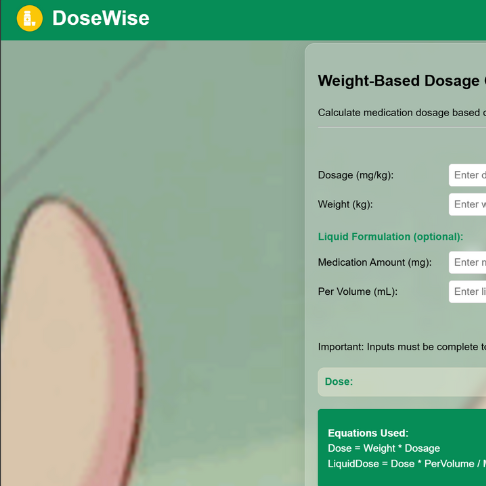 DoseWise
Weight-Based Dosage
Calculate medication dosage based
Dosage (mg/kg):
Enter
Weight (kg):
Enter
Liquid Formulation (optional):
Medication Amount (mg):
Enter
Per Volume (mL):
Enter
Important: Inputs must be complete
Dose:
Equations Used:
Dose = Weight * Dosage
LiquidDose = Dose * PerVolume /